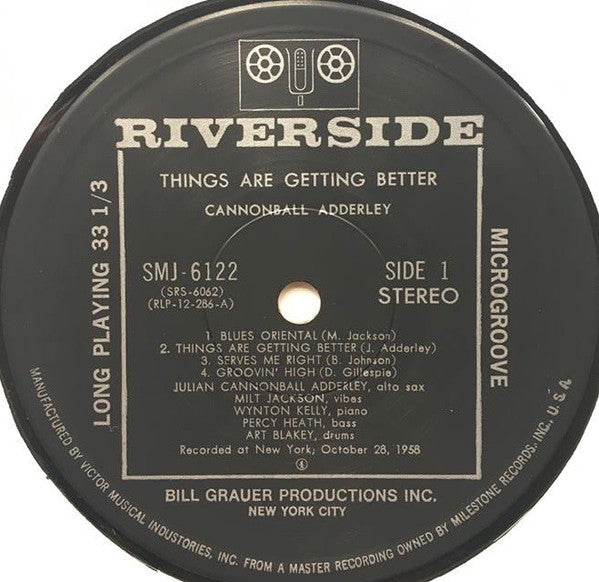 RIVERSIDE
THINGS ARE GETTING BETTER
CANNONBALL ADDERLEY
LONG PLAYING 33 1/3
MICROGROOVE
SMJ-6122
(SRS-6062)
(RLP-12-286-A)
SIDE 1
STEREO
1. BLUES ORIENTAL (M. Jackson)
2. THINGS ARE GETTING BETTER (J. Adderley)
3. SERVES ME RIGHT (B. Johnson)
4. GROOVIN' HIGH (D. Gillespie)
JULIAN CANNONBALL ADDERLEY, alto sax
MILT JACKSON, vibes
WYNTON KELLY, piano
PERCY HEATH, bass
ART BLAKEY, drums
Recorded at New York; October 28, 1958
BILL GRAUER PRODUCTIONS INC.
NEW YORK CITY
MANUFACTURED BY VICTOR MUSICAL INDUSTORIES, INC. FROM A MASTER RECORDING OWNED BY MILESTONE RECORDS, INC., U.S.A.